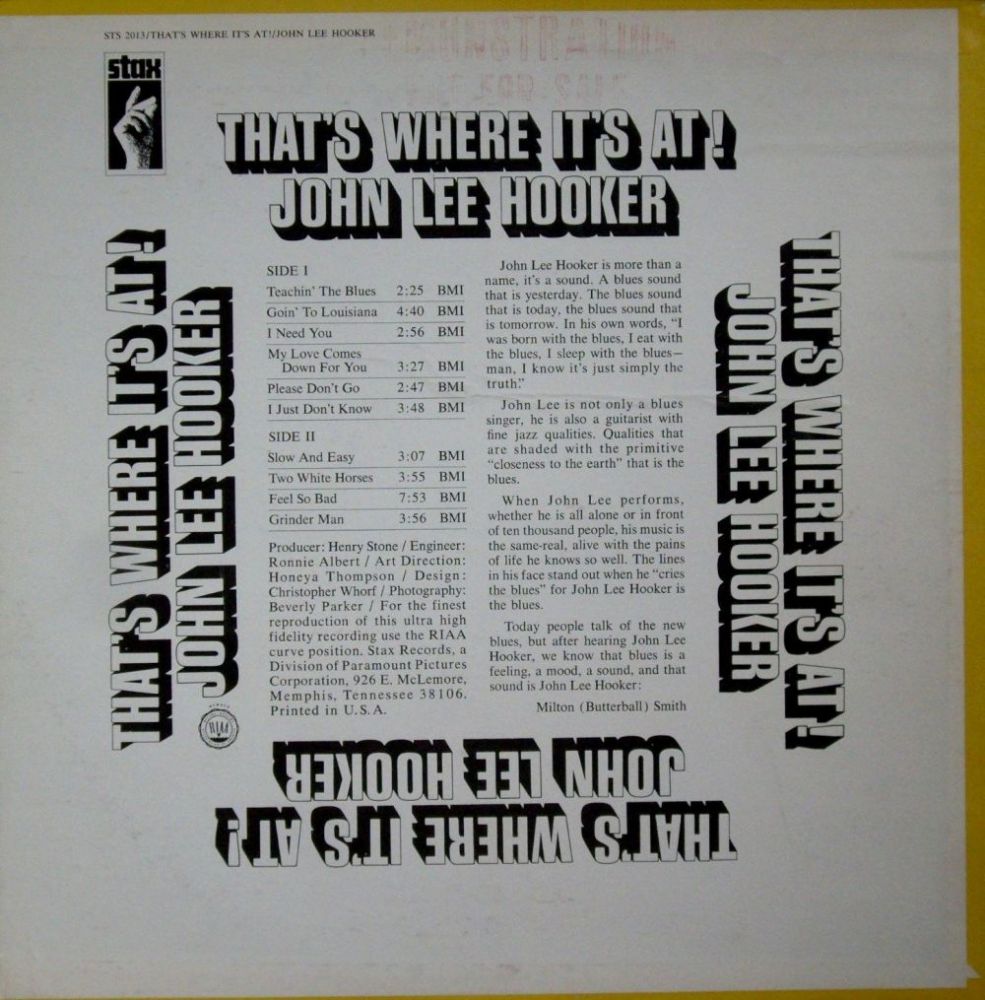 STS 2013/THAT'S WHERE IT'S AT!/JOHN LEE HOOKER
stax
THAT'S WHERE IT'S AT!
JOHN LEE HOOKER
THAT'S WHERE IT'S AT!
JOHN LEE HOOKER
SIDE I
Teachin' The Blues 2:25 BMI
Goin' To Louisiana 4:40 BMI
I Need You 2:56 BMI
My Love Comes
Down For You 3:27 BMI
Please Don't Go 2:47 BMI
I Just Don't Know 3:48 BMI
SIDE II
Slow And Easy 3:07 BMI
Two White Horses 3:55 BMI
Feel So Bad 7:53 BMI
Grinder Man 3:56 BMI
Producer: Henry Stone / Engineer:
Ronnie Albert / Art Direction:
Honeya Thompson / Design:
Christopher Whorf / Photography:
Beverly Parker / For the finest
reproduction of this ultra high
fidelity recording use the RIAA
curve position. Stax Records, a
Division of Paramount Pictures
Corporation, 926 E. McLemore,
Memphis, Tennessee 38106.
Printed in U.S.A.
RIAA
John Lee Hooker is more than a
name, it's a sound. A blues sound
that is yesterday. The blues sound
that is today, the blues sound that
is tomorrow. In his own words, "I
was born with the blues, I eat with
the blues, I sleep with the blues—
man, I know it's just simply the
truth."
John Lee is not only a blues
singer, he is also a guitarist with
fine jazz qualities. Qualities that
are shaded with the primitive
"closeness to the earth" that is the
blues.
When John Lee performs,
whether he is all alone or in front
of ten thousand people, his music is
the same-real, alive with the pains
of life he knows so well. The lines
in his face stand out when he "cries
the blues" for John Lee Hooker is
the blues.
Today people talk of the new
blues, but after hearing John Lee
Hooker, we know that blues is a
feeling, a mood, a sound, and that
sound is John Lee Hooker:
Milton (Butterball) Smith
THAT'S WHERE IT'S AT!
JOHN LEE HOOKER
THAT'S WHERE IT'S AT!
JOHN LEE HOOKER